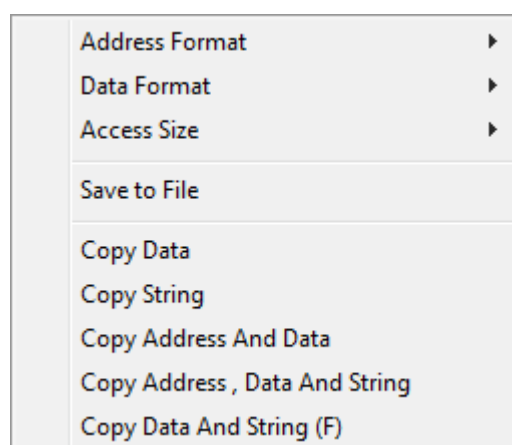 Address Format
Data Format
Access Size
Save to File
Copy Data
Copy String
Copy Address And Data
Copy Address , Data And String
Copy Data And String (F)